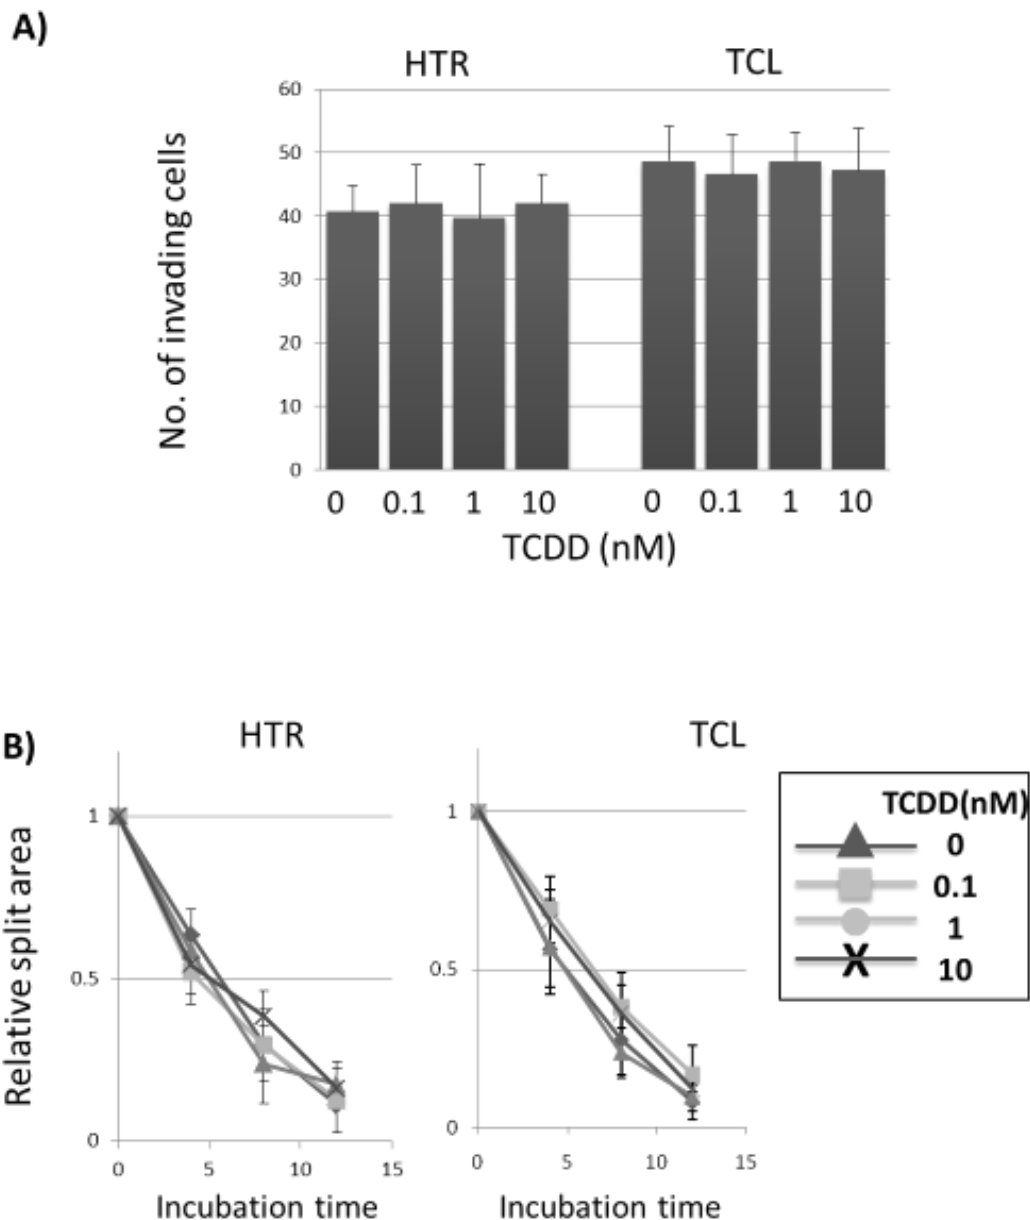 A)
HTR TCL
60
50
40
30
20
10
0
No. of invading cells
0 0.1 1 10 0 0.1 1 10
TCDD (nM)
B)
HTR TCL
1
0.5
0
Relative split area
0 5 10 15
Incubation time
1
0.5
0
0 5 10 15
Incubation time
TCDD(nM)
0
0.1
1
10